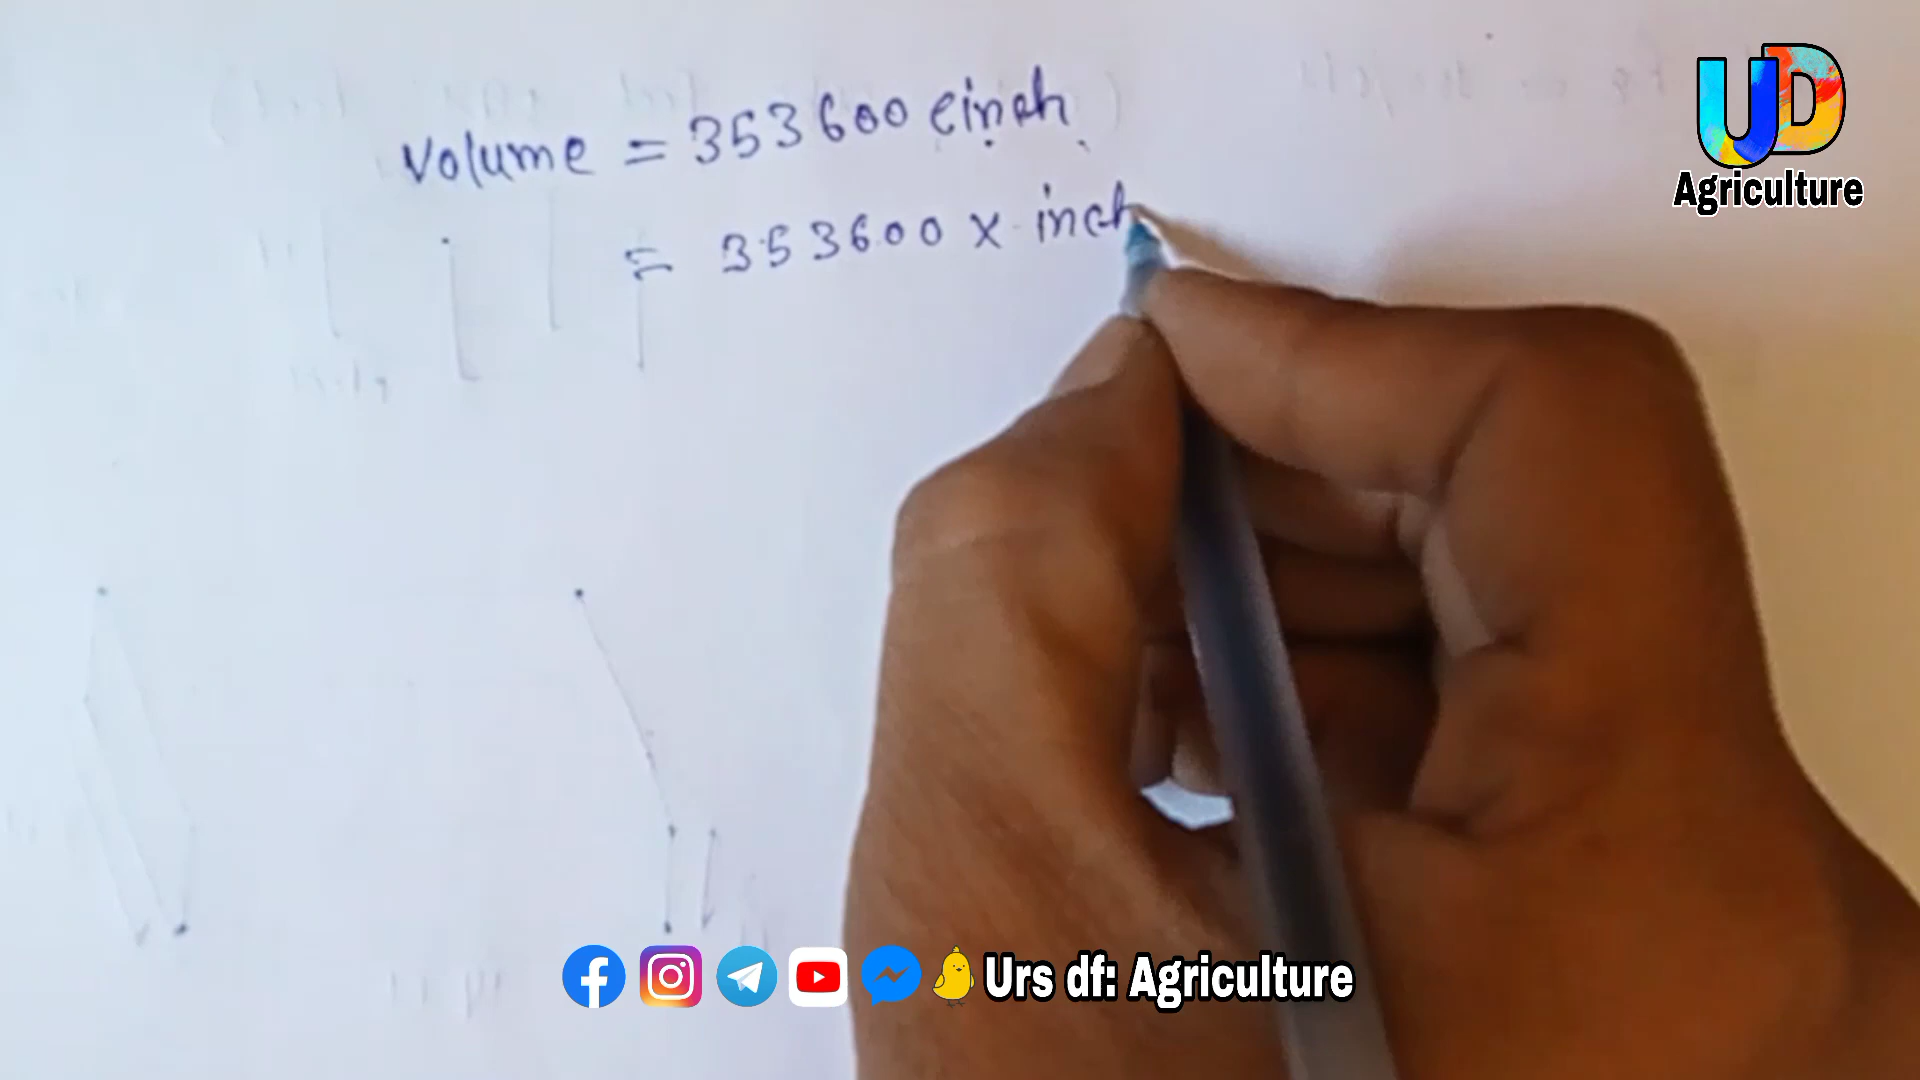 Volume = 353600 cinch
= 353600 x inch
UD
Agriculture
Urs df: Agriculture